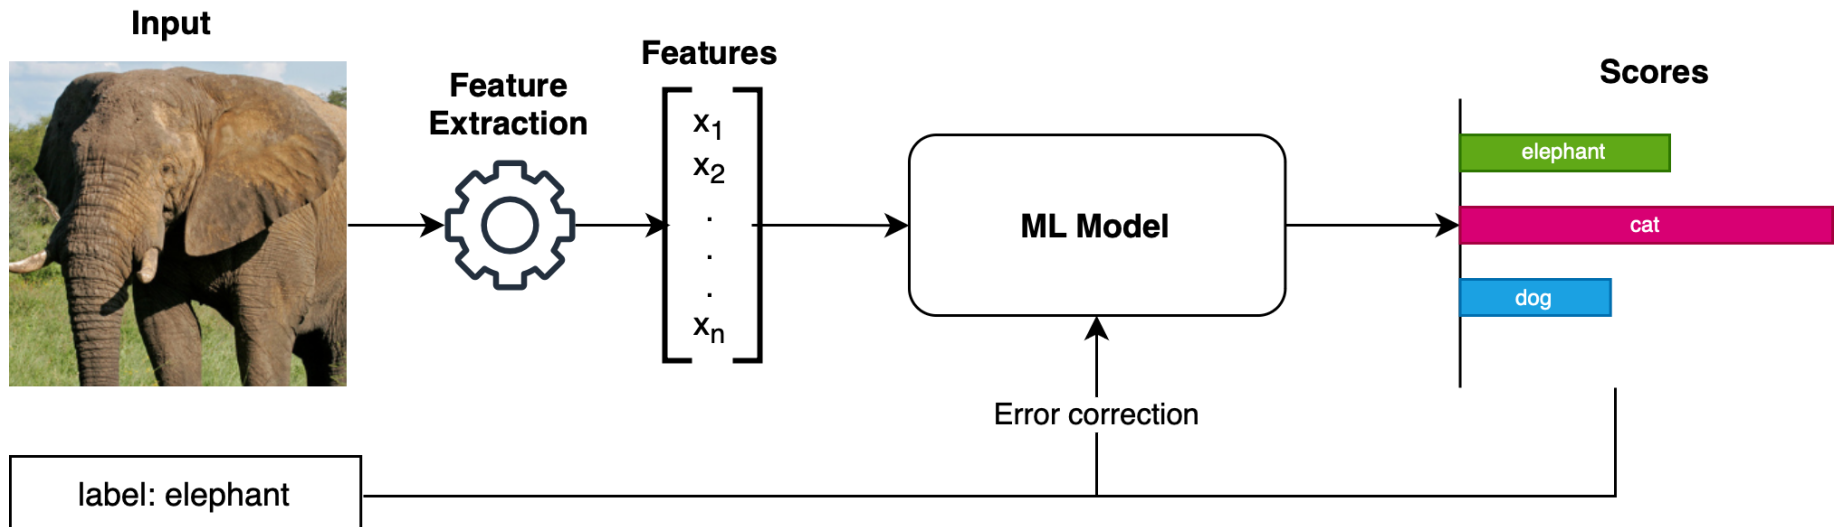 Input
Feature
Extraction
Features
x1
x2
.
.
.
xn
ML Model
Scores
elephant
cat
dog
Error correction
label: elephant